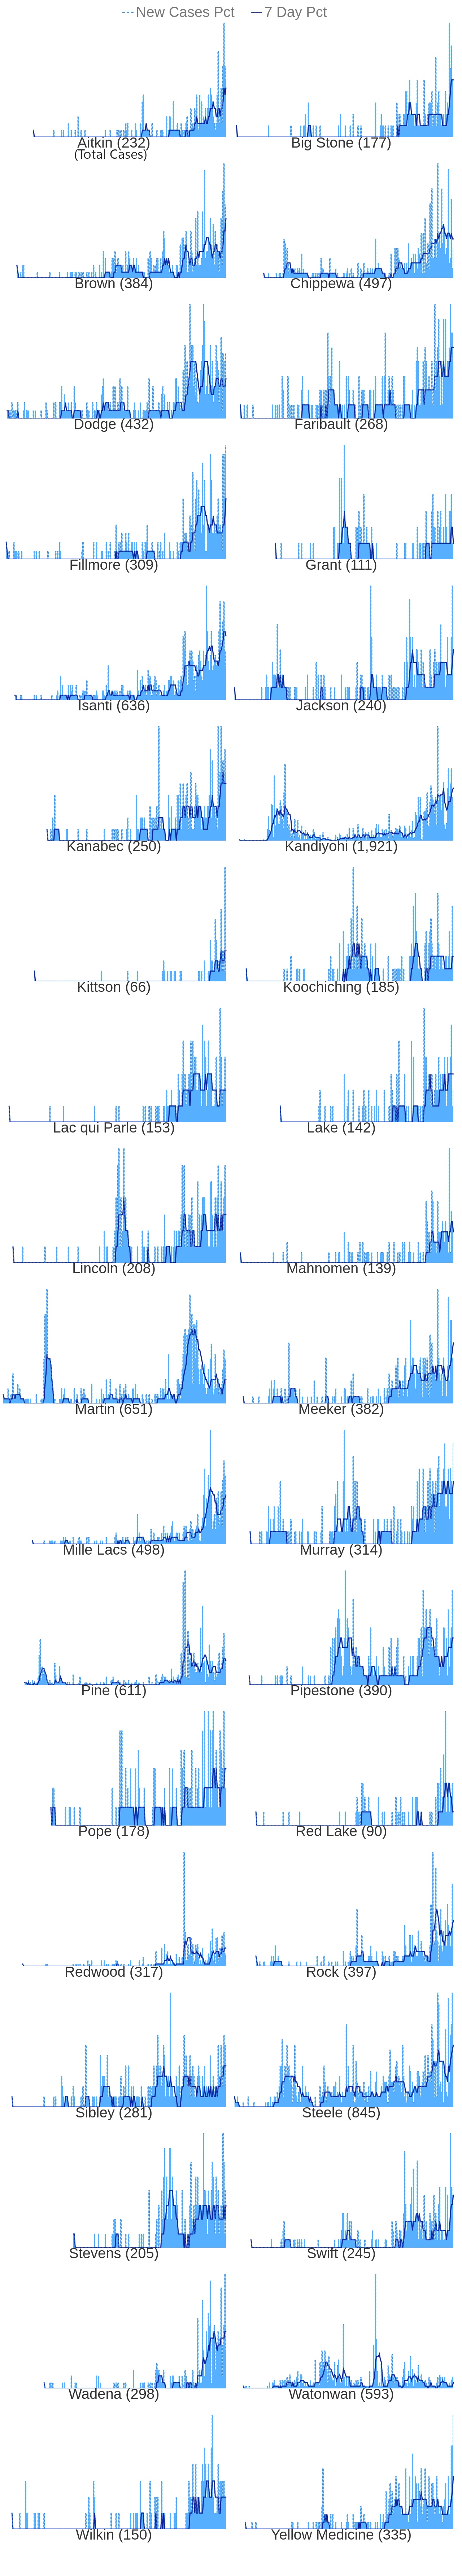 New Cases Pct 7 Day Pct
Aitkin (232) Big Stone (177)
(Total Cases)
Brown (384) Chippewa (497)
Dodge (432) Faribault (268)
Fillmore (309) Grant (111)
Isanti (636) Jackson (240)
Kanabec (250) Kandiyohi (1,921)
Kittson (66) Koochiching (185)
Lac qui Parle (153) Lake (142)
Lincoln (208) Mahnomen (139)
Martin (651) Meeker (382)
Mille Lacs (498) Murray (314)
Pine (611) Pipestone (390)
Pope (178) Red Lake (90)
Redwood (317) Rock (397)
Sibley (281) Steele (845)
Stevens (205) Swift (245)
Wadena (298) Watonwan (593)
Wilkin (150) Yellow Medicine (335)